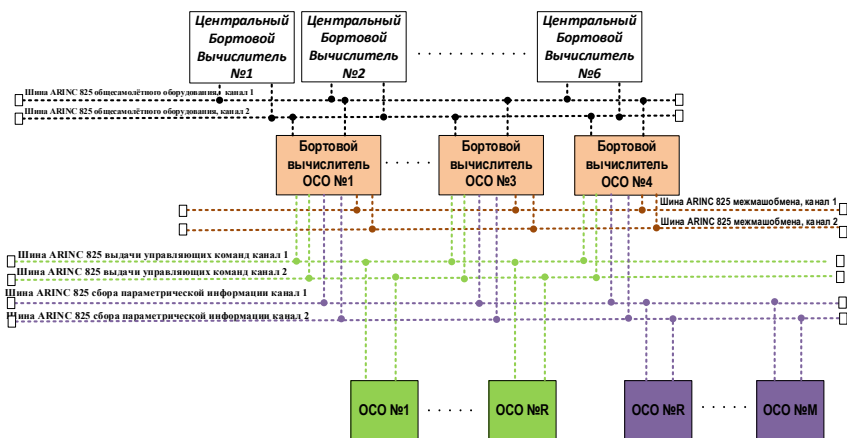 Центральный
Бортовой
Вычислитель
№1
Центральный
Бортовой
Вычислитель
№2
Центральный
Бортовой
Вычислитель
№6
Шина ARINC 825 общесамолётного оборудования, канал 1
Шина ARINC 825 общесамолётного оборудования, канал 2
Бортовой
вычислитель
ОСО №1
Бортовой
вычислитель
ОСО №3
Бортовой
вычислитель
ОСО №4
Шина ARINC 825 межмашобмена, канал 1
Шина ARINC 825 межмашобмена, канал 2
Шина ARINC 825 выдачи управляющих команд канал 1
Шина ARINC 825 выдачи управляющих команд канал 2
Шина ARINC 825 сбора параметрической информации канал 1
Шина ARINC 825 сбора параметрической информации канал 2
ОСО №1
ОСО №R
ОСО №R
ОСО №M